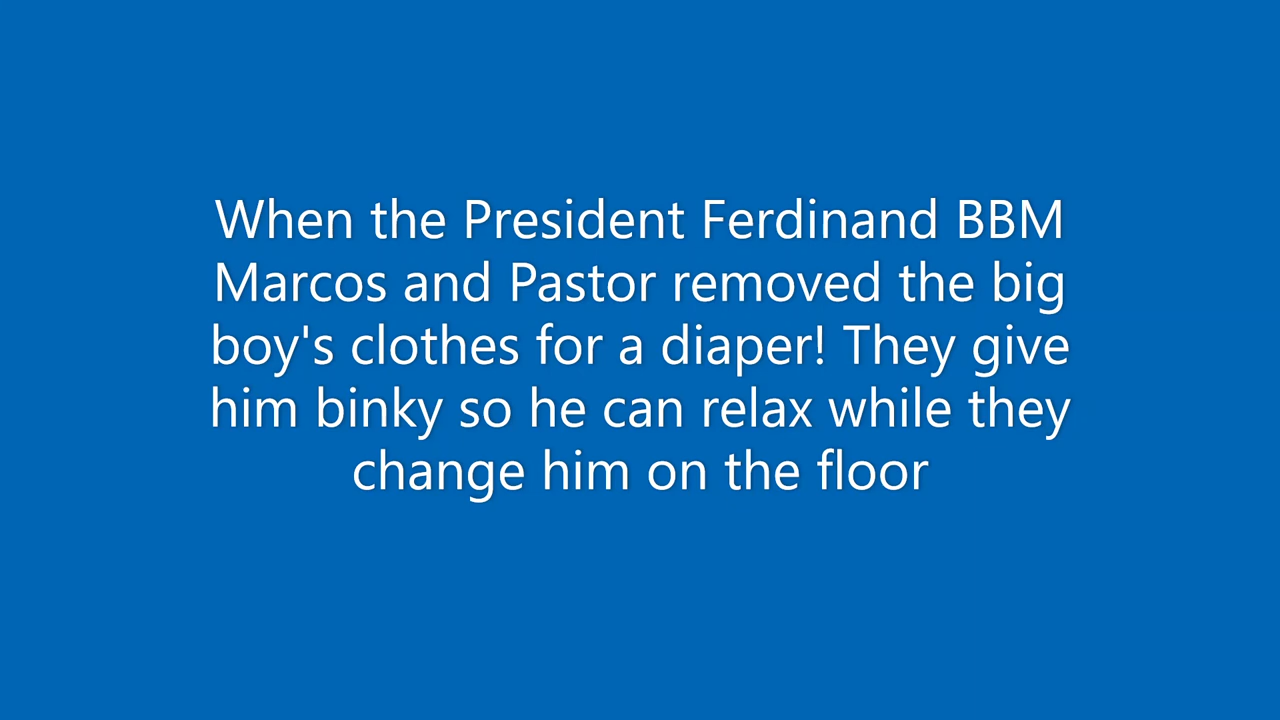 When the President Ferdinand BBM
Marcos and Pastor removed the big
boy's clothes for a diaper! They give
him binky so he can relax while they
change him on the floor